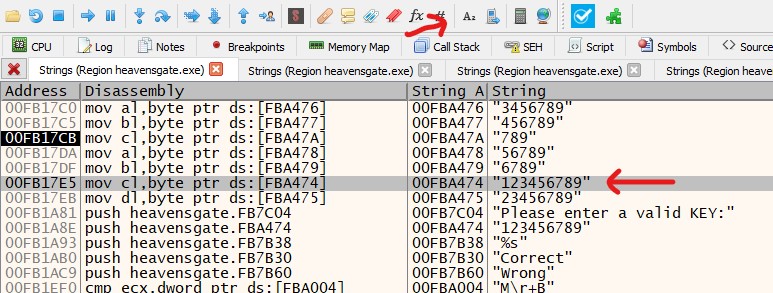 fx #
A₂
CPU Log Notes Breakpoints Memory Map Call Stack SEH Script Symbols Source
Strings (Region heavensgate.exe) Strings (Region heavensgate.exe) Strings (Region heavensgate.exe)
Address Disassembly String A String
00FB17C0 mov al,byte ptr ds:[FBA476] 00FBA476 "3456789"
00FB17C5 mov bl,byte ptr ds:[FBA477] 00FBA477 "456789"
00FB17CB mov cl,byte ptr ds:[FBA47A] 00FBA47A "789"
00FB17DA mov al,byte ptr ds:[FBA478] 00FBA478 "56789"
00FB17DF mov bl,byte ptr ds:[FBA479] 00FBA479 "6789"
00FB17E5 mov cl,byte ptr ds:[FBA474] 00FBA474 "123456789"
00FB17EB mov dl,byte ptr ds:[FBA475] 00FBA475 "23456789"
00FB1A81 push heavensgate.FB7C04 00FB7C04 "Please enter a valid KEY:"
00FB1A8E push heavensgate.FBA474 00FBA474 "123456789"
00FB1A93 push heavensgate.FB7B38 00FB7B38 "%s"
00FB1AB0 push heavensgate.FB7B30 00FB7B30 "Correct"
00FB1AC9 push heavensgate.FB7B60 00FB7B60 "Wrong"
00FB1EF0 cmp ecx,dword ptr ds:[FBA004] 00FBA004 "M\r+B"